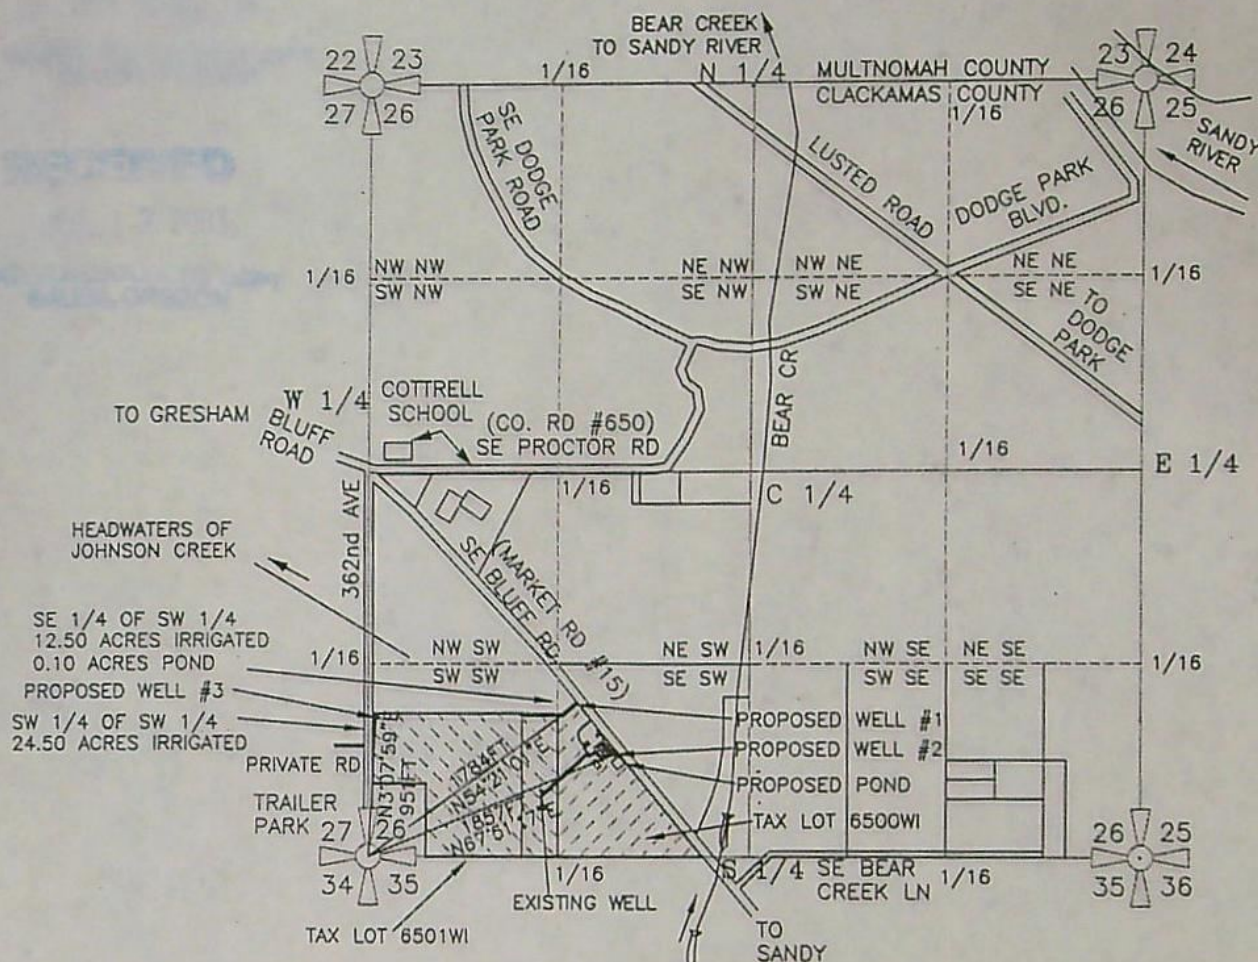 BEAR CREEK
TO SANDY RIVER
22 23
27 26
1/16
N 1/4
MULTNOMAH COUNTY
CLACKAMAS COUNTY
1/16
23 24
26 25
SANDY
RIVER
SE DODGE
PARK ROAD
LUSTED ROAD
DODGE PARK
BLVD.
1/16
NW NW
SW NW
NE NW
SE NW
NW NE
SW NE
NE NE
SE NE
1/16
TO
DODGE
PARK
BEAR CR
TO GRESHAM
BLUFF
ROAD
W 1/4
COTTRELL
SCHOOL
(CO. RD #650)
SE PROCTOR RD
1/16
C 1/4
1/16
E 1/4
362nd AVE
HEADWATERS OF
JOHNSON CREEK
(MARKET RD #15)
SE BLUFF RD.
SE 1/4 OF SW 1/4
12.50 ACRES IRRIGATED
0.10 ACRES POND
PROPOSED WELL #3
SW 1/4 OF SW 1/4
24.50 ACRES IRRIGATED
PRIVATE RD
TRAILER
PARK
1/16
NW SW
SW SW
NE SW
SE SW
1/16
NW SE
SW SE
NE SE
SE SE
1/16
N3°07'59"E
951FT
1784FT
N54°21'01"E
1857FT
PROPOSED WELL #1
PROPOSED WELL #2
PROPOSED POND
TAX LOT 6500WI
27 26
34 35
1/16
S 1/4
SE BEAR
CREEK LN
1/16
26 25
35 36
EXISTING WELL
TAX LOT 6501WI
TO
SANDY